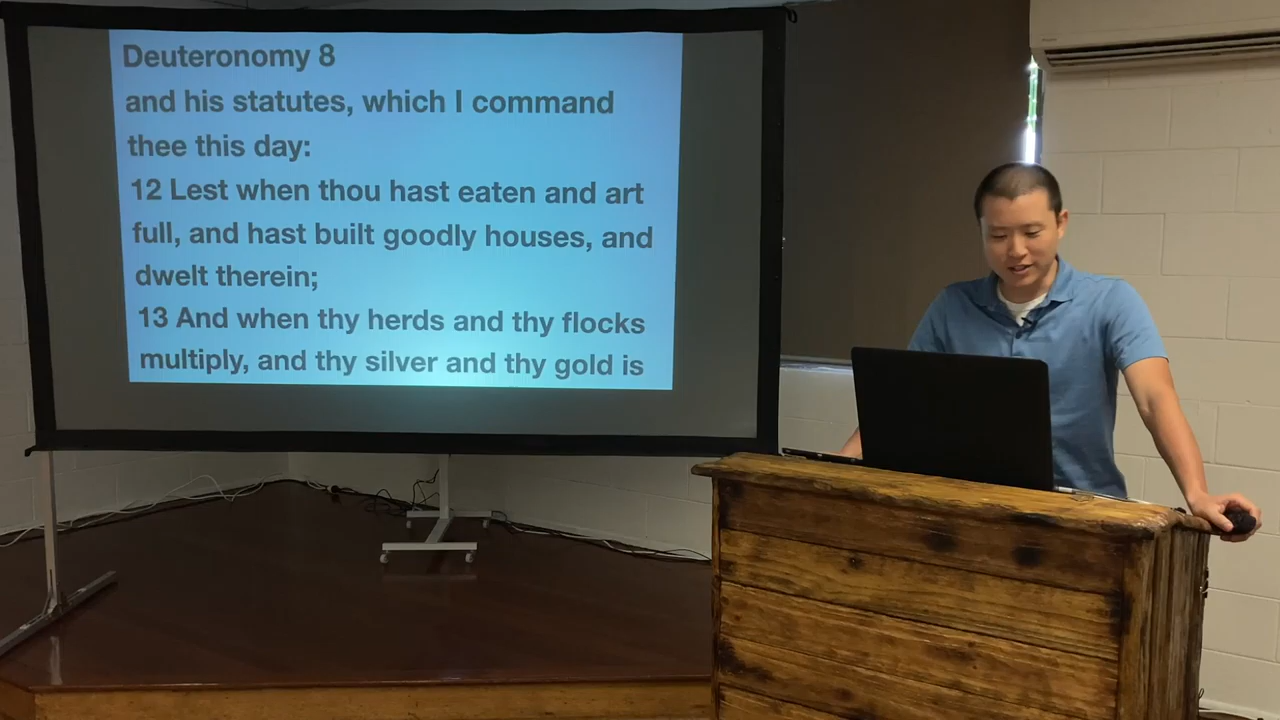 Deuteronomy 8
and his statutes, which I command
thee this day:
12 Lest when thou hast eaten and art
full, and hast built goodly houses, and
dwelt therein;
13 And when thy herds and thy flocks
multiply, and thy silver and thy gold is